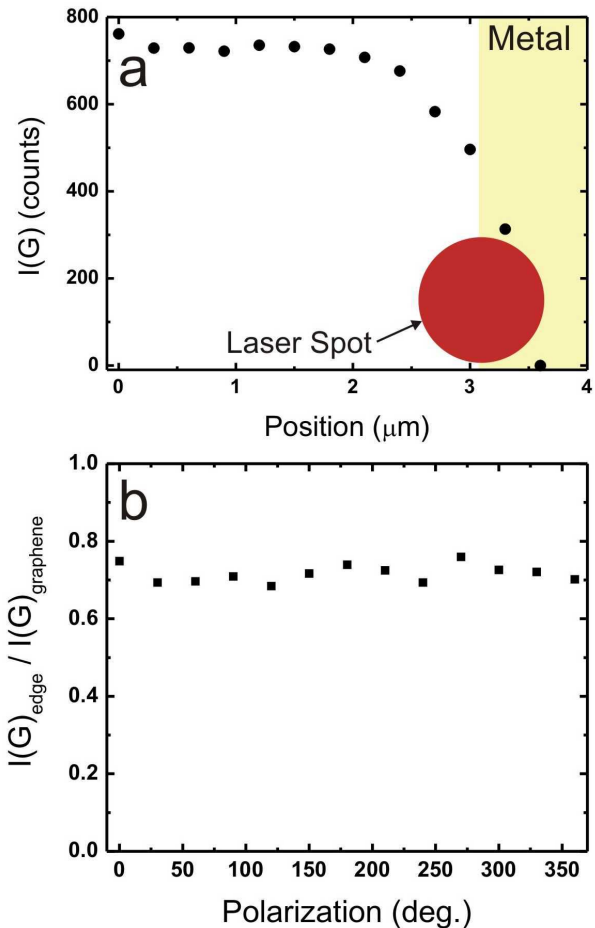 a
Metal
I(G) (counts)
800
600
400
200
0
Laser Spot
0 1 2 3 4
Position (μm)
b
I(G)edge / I(G)graphene
1.0
0.8
0.6
0.4
0.2
0.0
0 50 100 150 200 250 300 350
Polarization (deg.)